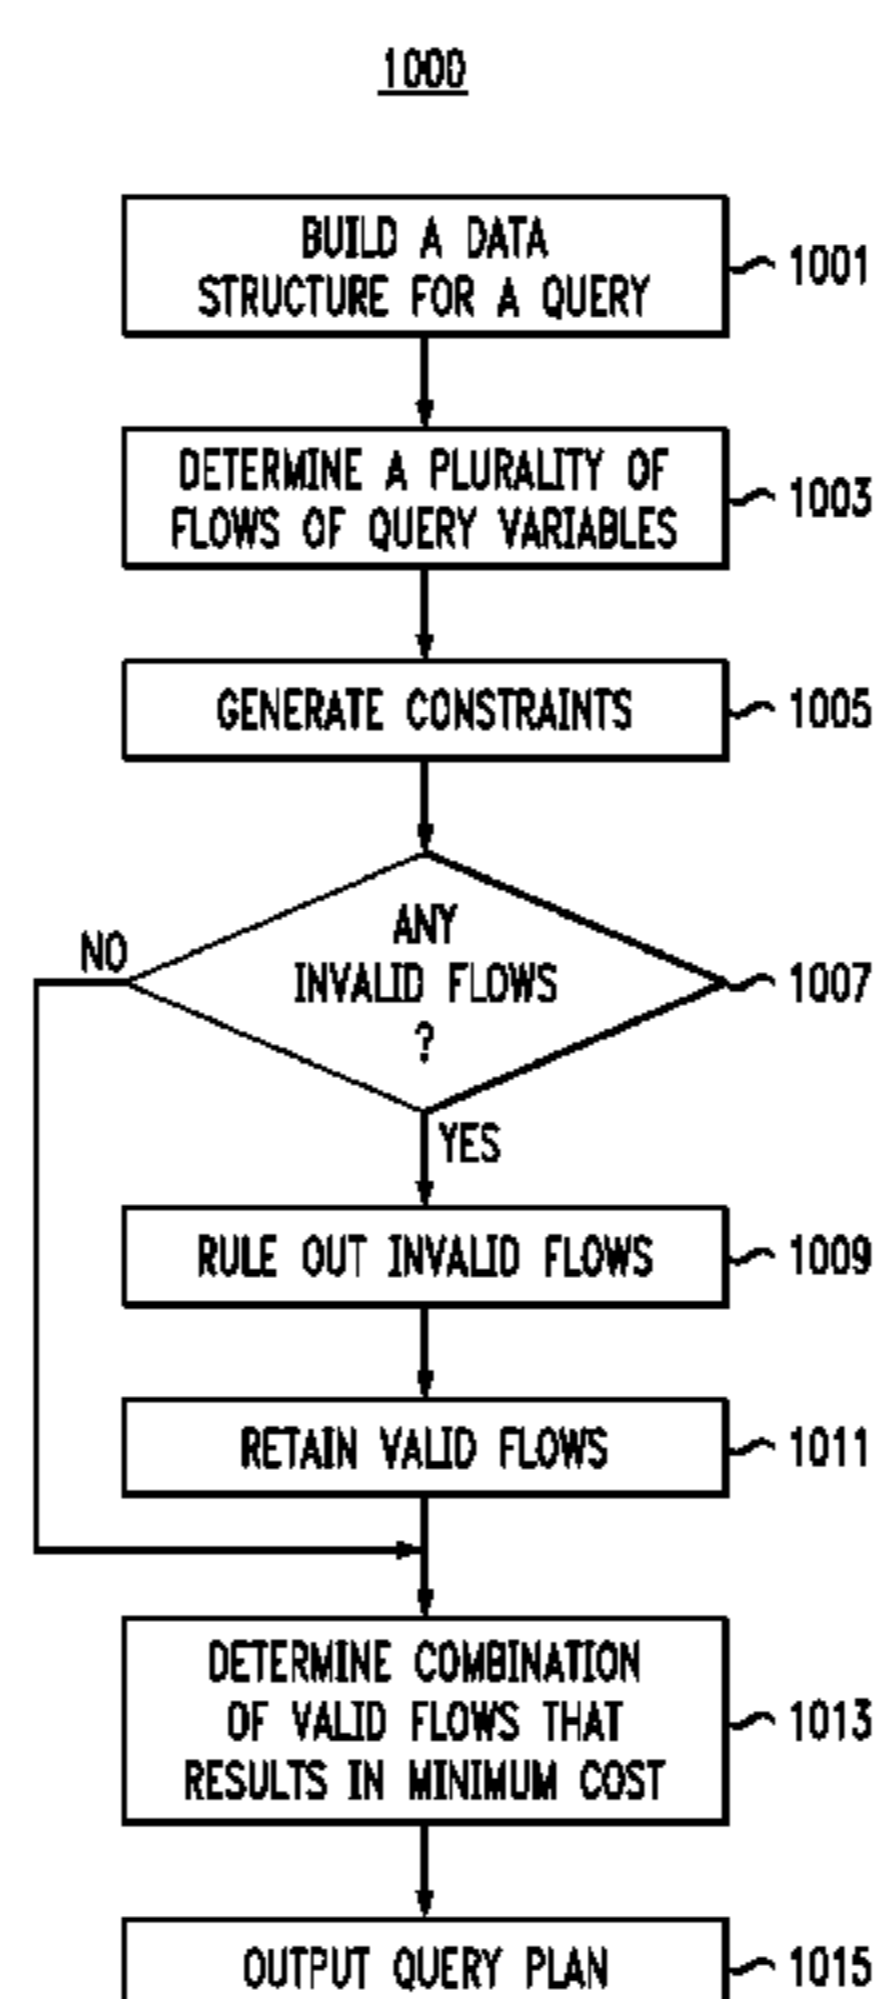 1000
BUILD A DATA
STRUCTURE FOR A QUERY
1001
DETERMINE A PLURALITY OF
FLOWS OF QUERY VARIABLES
1003
GENERATE CONSTRAINTS
1005
ANY
INVALID FLOWS
?
1007
NO
YES
RULE OUT INVALID FLOWS
1009
RETAIN VALID FLOWS
1011
DETERMINE COMBINATION
OF VALID FLOWS THAT
RESULTS IN MINIMUM COST
1013
OUTPUT QUERY PLAN
1015